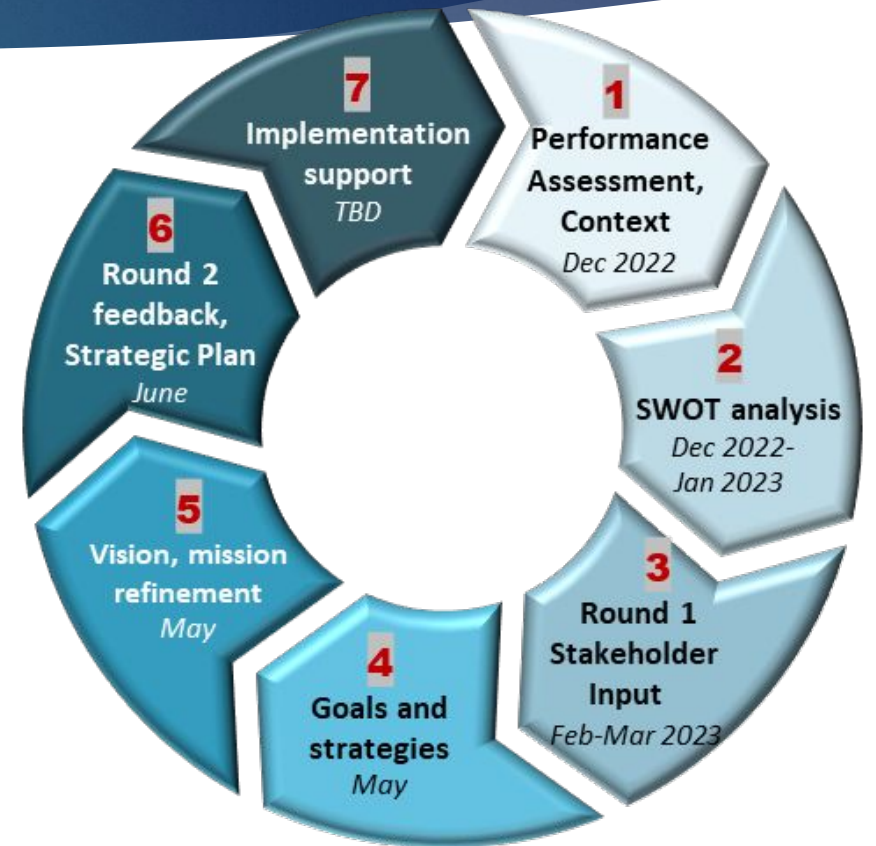 1
Performance
Assessment,
Context
Dec 2022
2
SWOT analysis
Dec 2022-
Jan 2023
3
Round 1
Stakeholder
Input
Feb-Mar 2023
4
Goals and
strategies
May
5
Vision, mission
refinement
May
6
Round 2
feedback,
Strategic Plan
June
7
Implementation
support
TBD